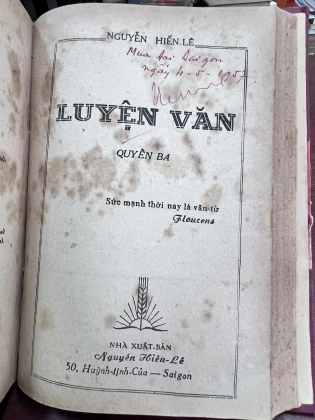 NGUYỄN HIẾN.LÊ
Mua tại Saigon
ngày 4-5-1957
LUYỆN VĂN
QUYỂN BA
Sức mạnh thời nay là văn-từ
Flourens
NHÀ XUẤT-BẢN
Nguyễn Hiến-Lê
50, Huỳnh-tịnh-Của — Saigon